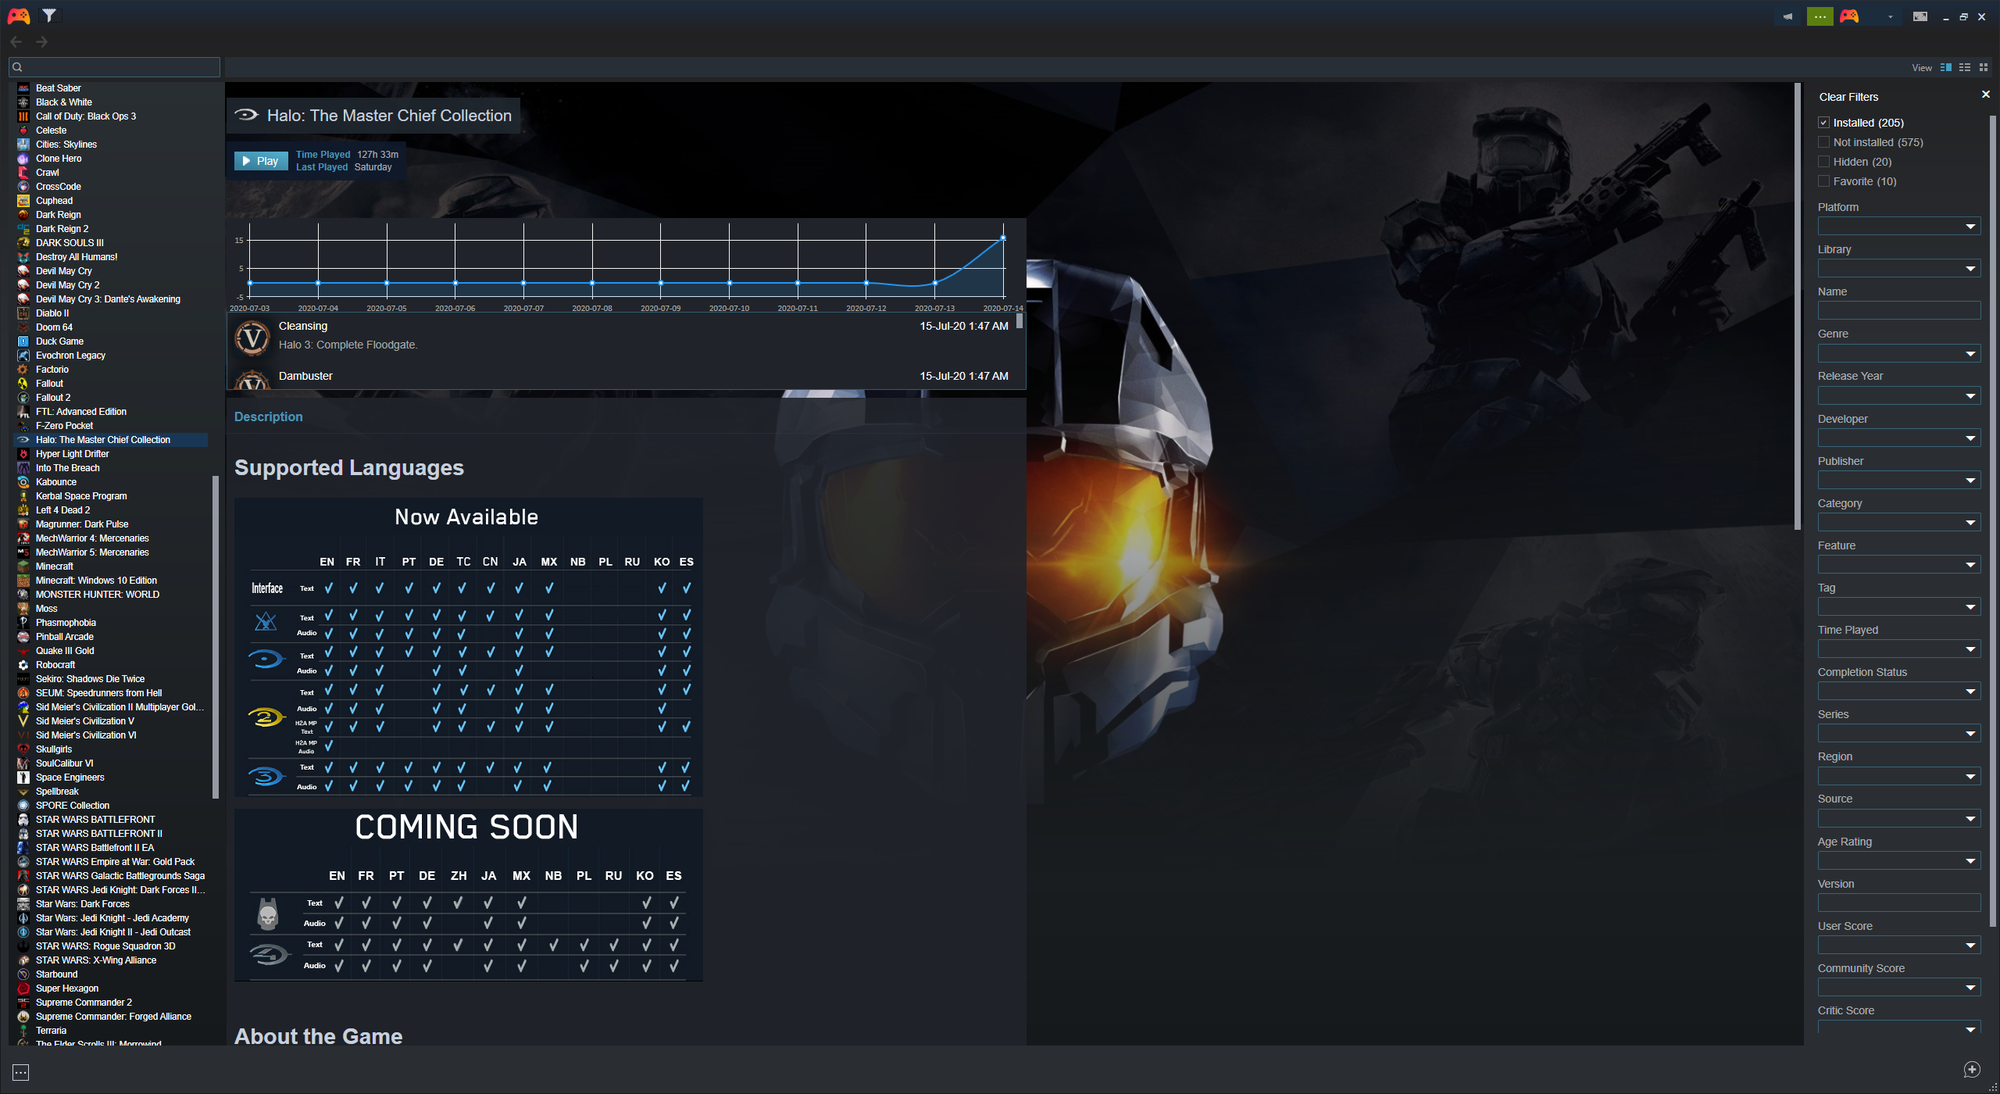 View
Beat Saber
Black & White
Call of Duty: Black Ops 3
Celeste
Cities: Skylines
Clone Hero
Crawl
CrossCode
Cuphead
Dark Reign
Dark Reign 2
DARK SOULS III
Destroy All Humans!
Devil May Cry
Devil May Cry 2
Devil May Cry 3: Dante's Awakening
Diablo II
Doom 64
Duck Game
Evochron Legacy
Factorio
Fallout
Fallout 2
FTL: Advanced Edition
F-Zero Pocket
Halo: The Master Chief Collection
Hyper Light Drifter
Into The Breach
Kabounce
Kerbal Space Program
Left 4 Dead 2
Magrunner: Dark Pulse
MechWarrior 4: Mercenaries
MechWarrior 5: Mercenaries
Minecraft
Minecraft: Windows 10 Edition
MONSTER HUNTER: WORLD
Moss
Phasmophobia
Pinball Arcade
Quake III Gold
Robocraft
Sekiro: Shadows Die Twice
SEUM: Speedrunners from Hell
Sid Meier's Civilization II Multiplayer Gol...
Sid Meier's Civilization V
Sid Meier's Civilization VI
Skullgirls
SoulCalibur VI
Space Engineers
Spellbreak
SPORE Collection
STAR WARS BATTLEFRONT
STAR WARS BATTLEFRONT II
STAR WARS Battlefront II EA
STAR WARS Empire at War: Gold Pack
STAR WARS Galactic Battlegrounds Saga
STAR WARS Jedi Knight: Dark Forces II...
Star Wars: Dark Forces
Star Wars: Jedi Knight - Jedi Academy
Star Wars: Jedi Knight II - Jedi Outcast
STAR WARS: Rogue Squadron 3D
STAR WARS: X-Wing Alliance
Starbound
Super Hexagon
Supreme Commander 2
Supreme Commander: Forged Alliance
Terraria
The Elder Scrolls III: Morrowind
Halo: The Master Chief Collection
Play
Time Played 127h 33m
Last Played Saturday
15
5
-5
2020-07-03 2020-07-04 2020-07-05 2020-07-06 2020-07-07 2020-07-08 2020-07-09 2020-07-10 2020-07-11 2020-07-12 2020-07-13 2020-07-14
Cleansing 15-Jul-20 1:47 AM
Halo 3: Complete Floodgate.
Dambuster 15-Jul-20 1:47 AM
Description
Supported Languages
Now Available
EN FR IT PT DE TC CN JA MX NB PL RU KO ES
Interface Text ✓ ✓ ✓ ✓ ✓ ✓ ✓ ✓ ✓ ✓ ✓
Text ✓ ✓ ✓ ✓ ✓ ✓ ✓ ✓ ✓ ✓ ✓
Audio ✓ ✓ ✓ ✓ ✓ ✓ ✓ ✓ ✓ ✓
Text ✓ ✓ ✓ ✓ ✓ ✓ ✓ ✓ ✓ ✓ ✓
Audio ✓ ✓ ✓ ✓ ✓ ✓ ✓ ✓
Text ✓ ✓ ✓ ✓ ✓ ✓ ✓ ✓ ✓ ✓
2 Audio ✓ ✓ ✓ ✓ ✓ ✓ ✓ ✓
H2A MP Text ✓ ✓ ✓ ✓ ✓ ✓ ✓ ✓ ✓ ✓
H2A MP Audio ✓
3 Text ✓ ✓ ✓ ✓ ✓ ✓ ✓ ✓ ✓ ✓ ✓
Audio ✓ ✓ ✓ ✓ ✓ ✓ ✓ ✓ ✓ ✓
COMING SOON
EN FR PT DE ZH JA MX NB PL RU KO ES
Text ✓ ✓ ✓ ✓ ✓ ✓ ✓ ✓ ✓
Audio ✓ ✓ ✓ ✓ ✓ ✓ ✓ ✓
4 Text ✓ ✓ ✓ ✓ ✓ ✓ ✓ ✓ ✓ ✓ ✓ ✓
Audio ✓ ✓ ✓ ✓ ✓ ✓ ✓ ✓ ✓ ✓
About the Game
Clear Filters
Installed (205)
Not installed (575)
Hidden (20)
Favorite (10)
Platform
Library
Name
Genre
Release Year
Developer
Publisher
Category
Feature
Tag
Time Played
Completion Status
Series
Region
Source
Age Rating
Version
User Score
Community Score
Critic Score